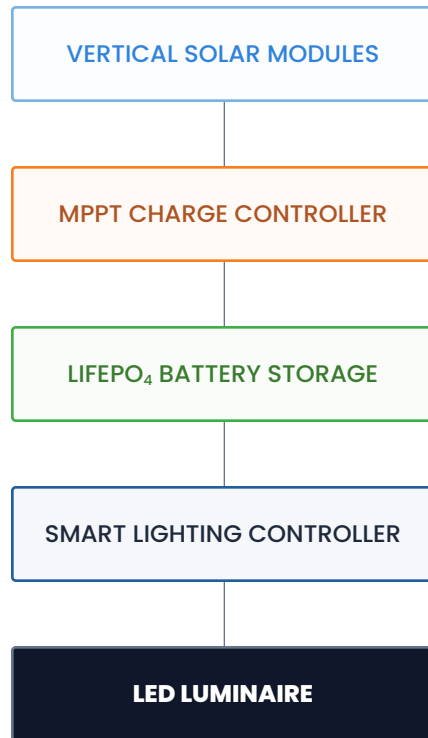 VERTICAL SOLAR MODULES
MPPT CHARGE CONTROLLER
LIFEPO₄ BATTERY STORAGE
SMART LIGHTING CONTROLLER
LED LUMINAIRE